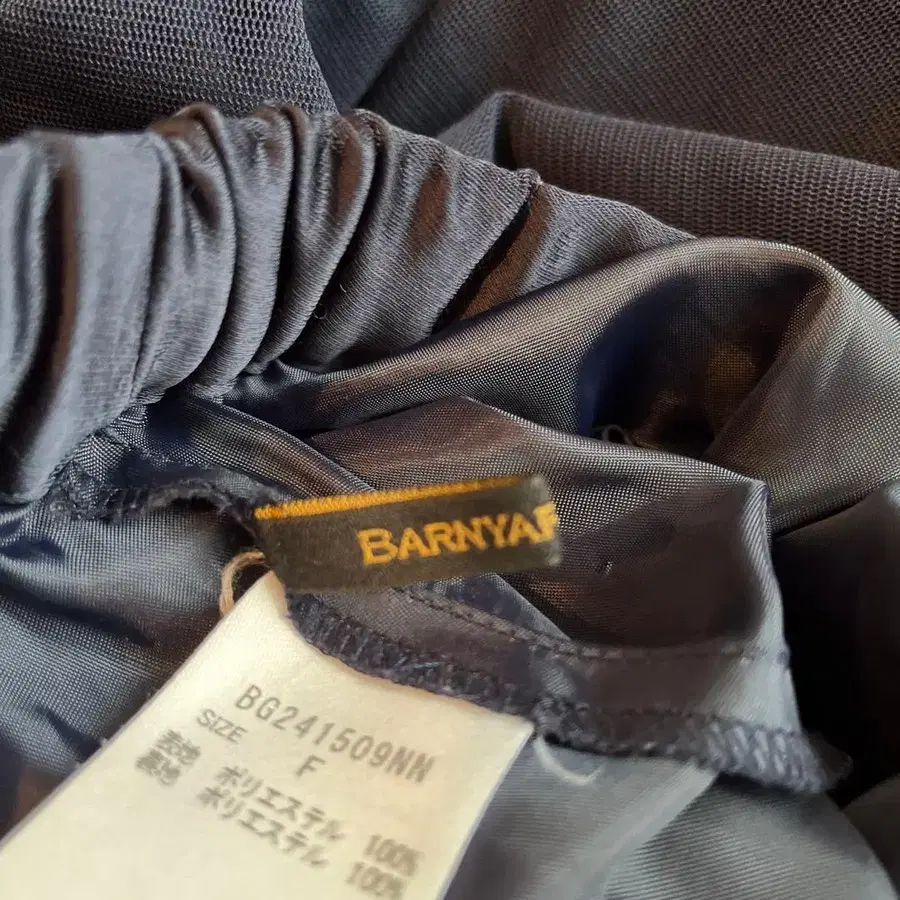 BARNYAR
BG241509NN
SIZE F
表地 ポリエステル 100%
裏地 ポリエステル 100%